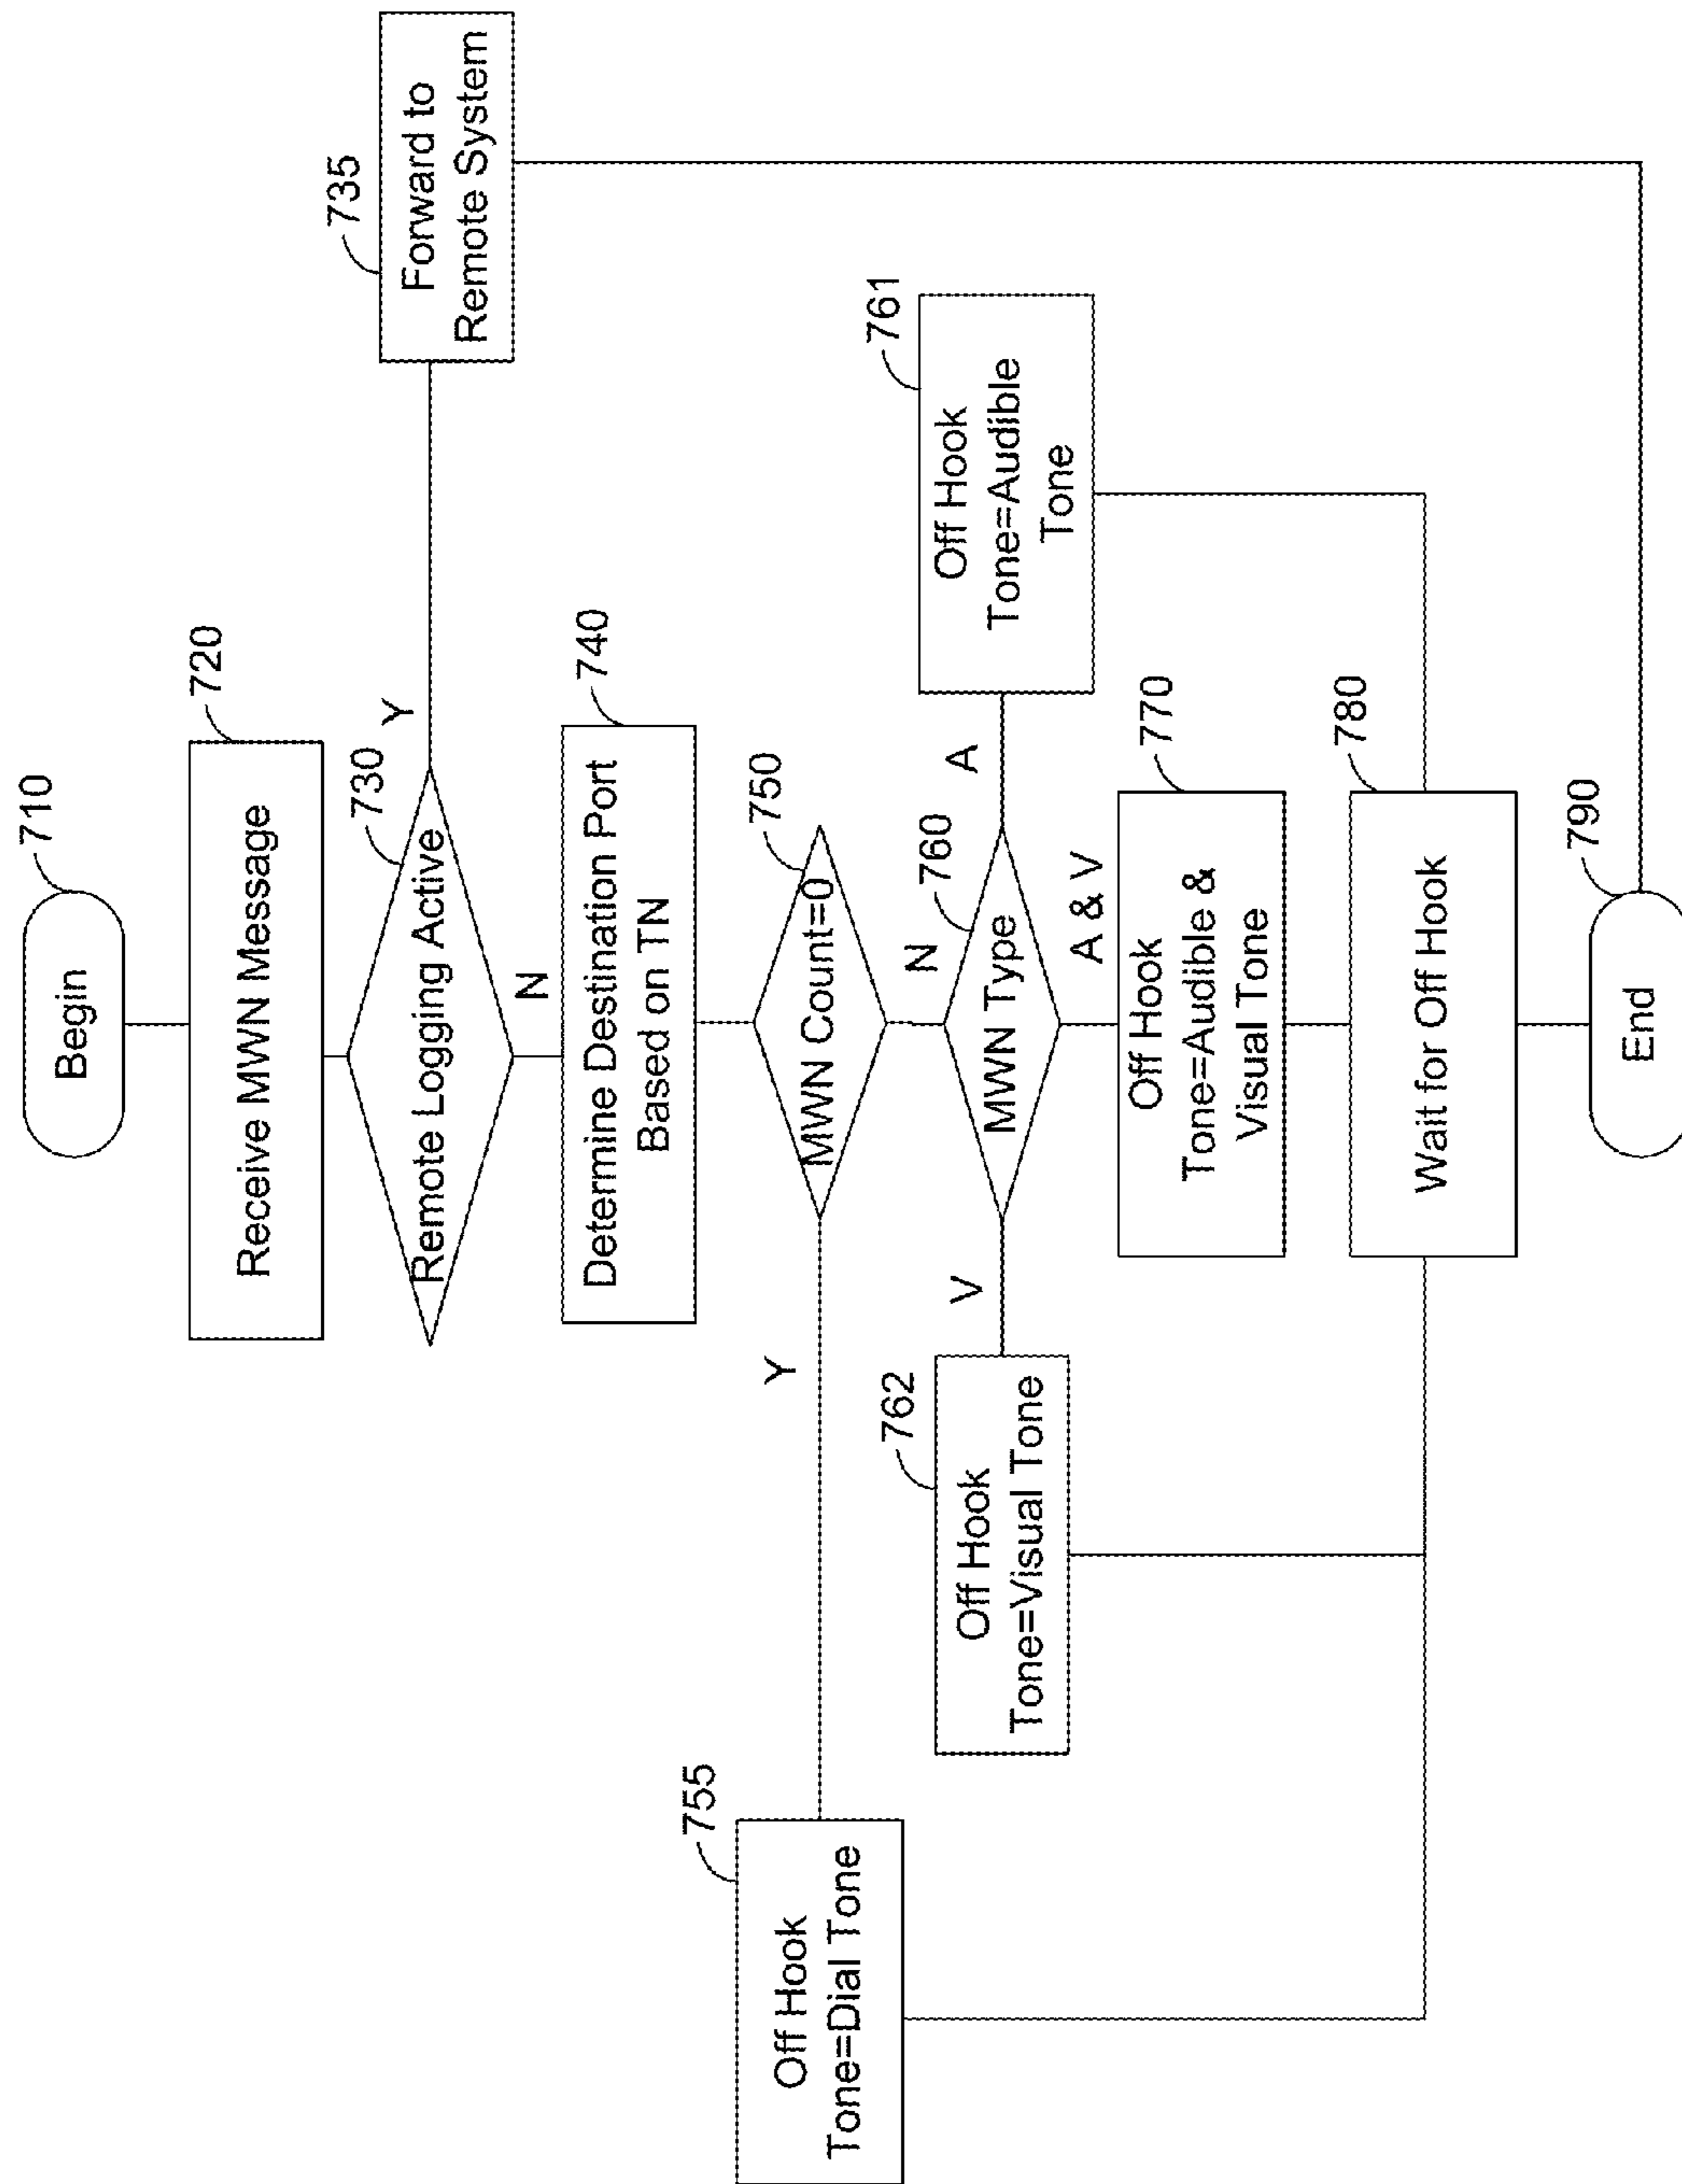 710
Begin
720
Receive MWN Message
730
Remote Logging Active
Y
735
Forward to
Remote System
N
740
Determine Destination Port
Based on TN
750
MWN Count=0
Y
755
Off Hook
Tone=Dial Tone
N
760
MWN Type
V
762
Off Hook
Tone=Visual Tone
A
761
Off Hook
Tone=Audible
Tone
A & V
770
Off Hook
Tone=Audible &
Visual Tone
780
Wait for Off Hook
790
End